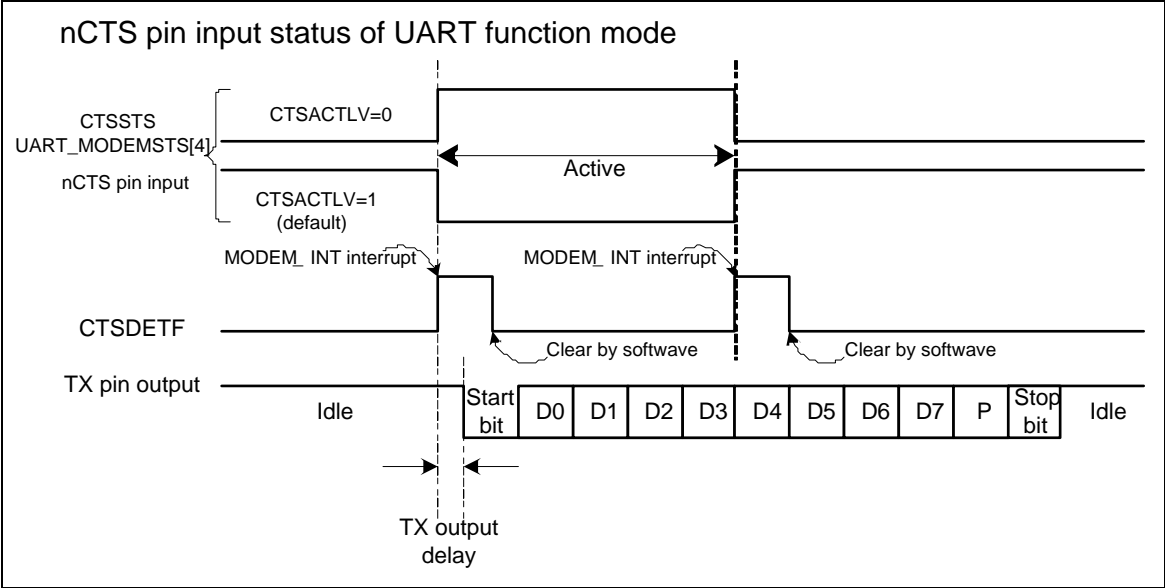 nCTS pin input status of UART function mode
CTSSTS
UART_MODEMSTS[4]
nCTS pin input
CTSACTLV=0
Active
CTSACTLV=1
(default)
MODEM_ INT interrupt
MODEM_ INT interrupt
CTSDETF
Clear by softwave
Clear by softwave
TX pin output
Idle
Start
bit
D0
D1
D2
D3
D4
D5
D6
D7
P
Stop
bit
Idle
TX output
delay